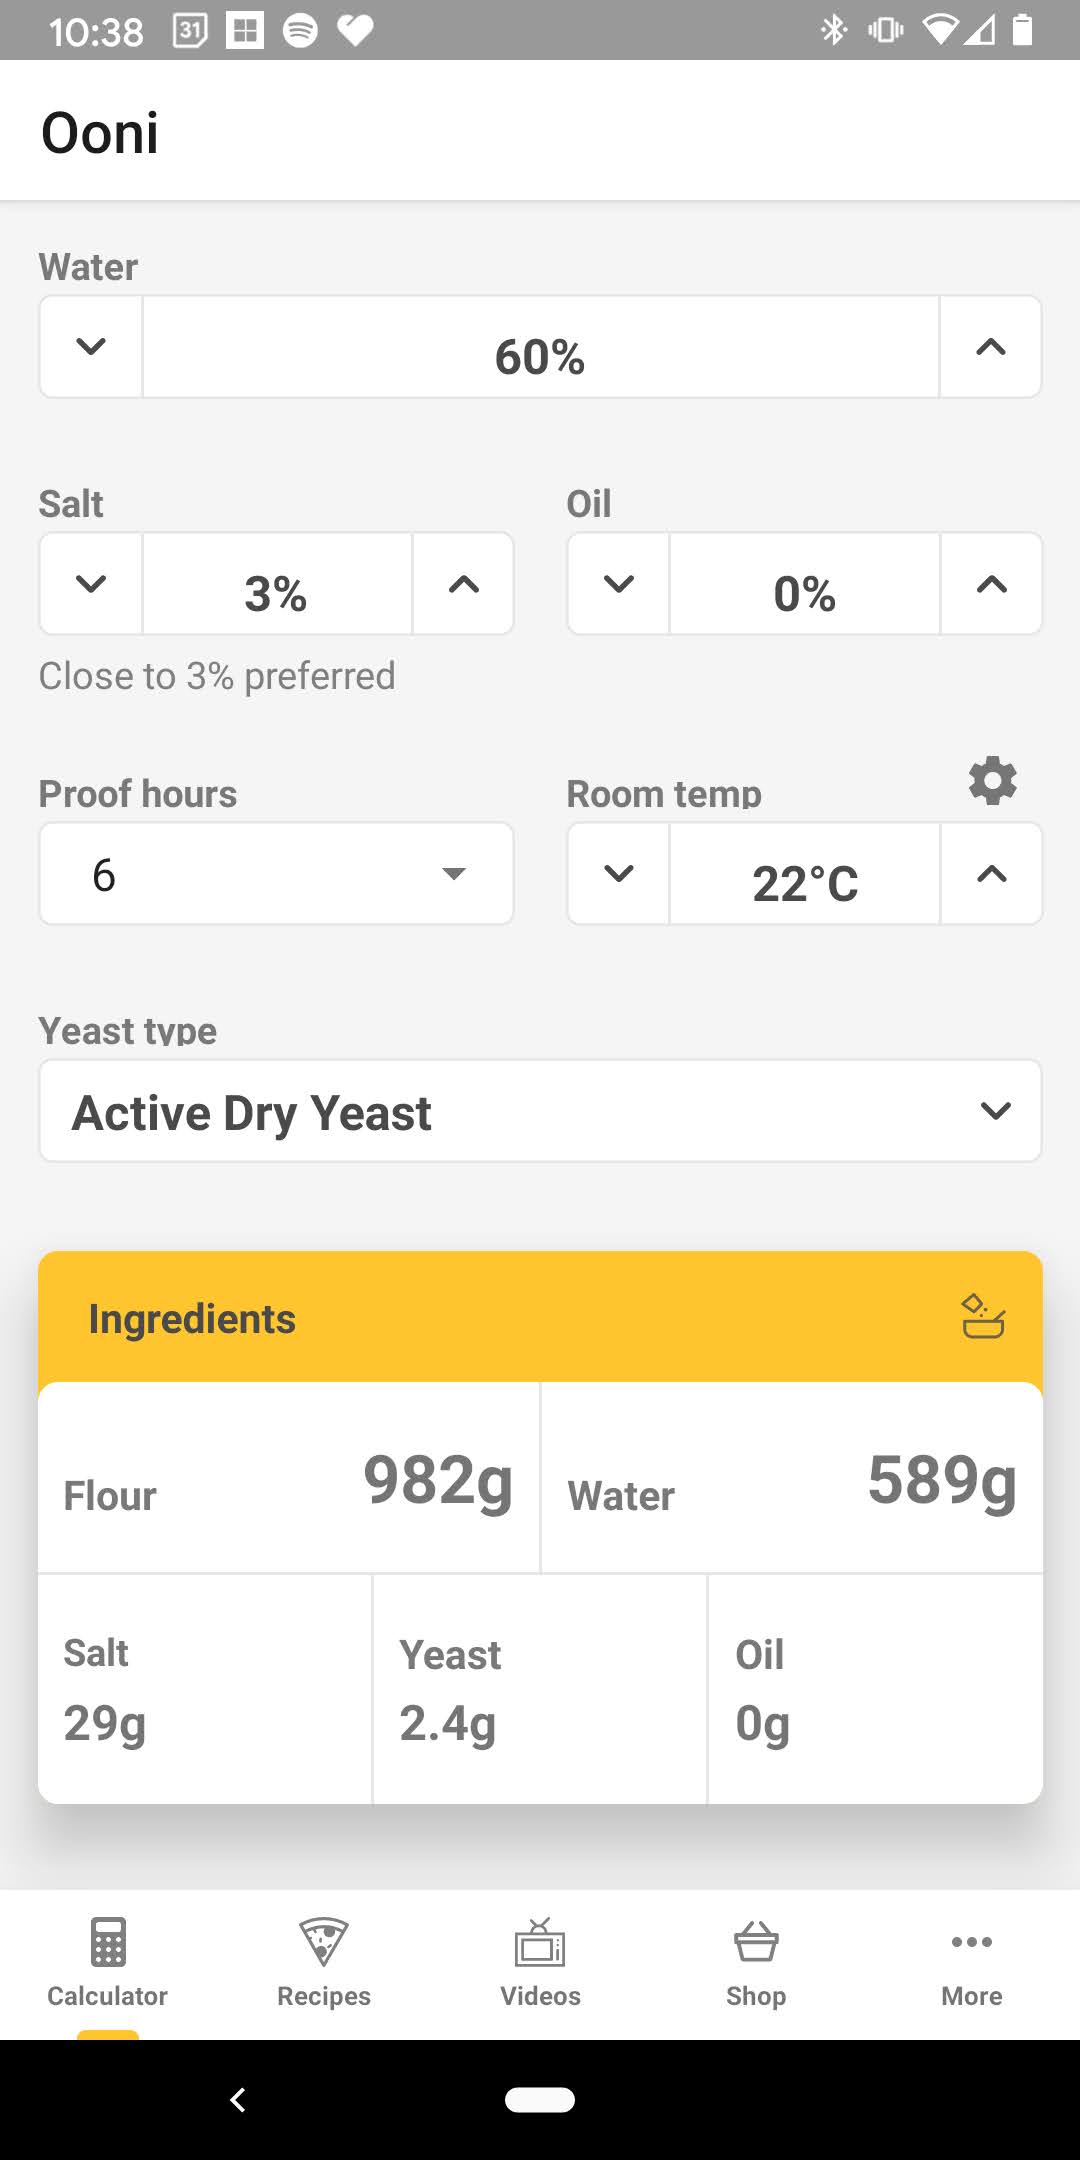 10:38 31
Ooni
Water
60%
Salt
Oil
3%
0%
Close to 3% preferred
Proof hours
Room temp
6
22°C
Yeast type
Active Dry Yeast
Ingredients
Flour 982g
Water 589g
Salt
Yeast
Oil
29g
2.4g
0g
Calculator
Recipes
Videos
Shop
More